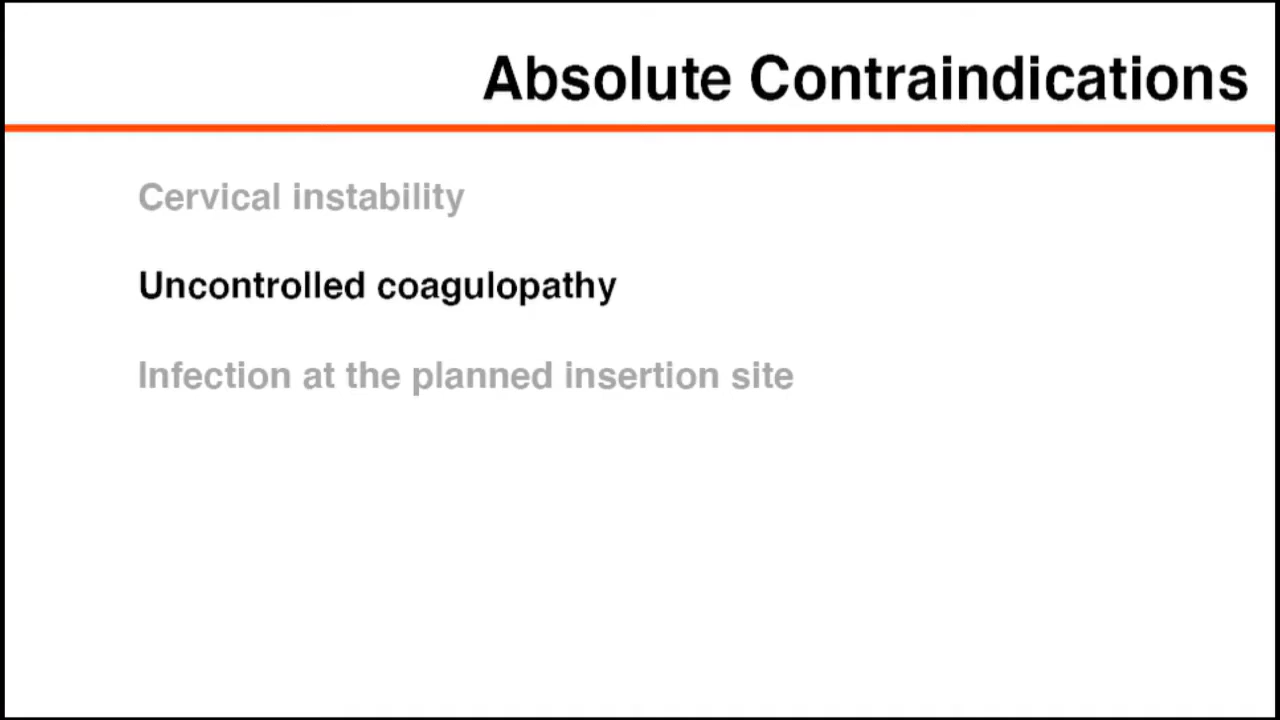 Absolute Contraindications
Cervical instability
Uncontrolled coagulopathy
Infection at the planned insertion site